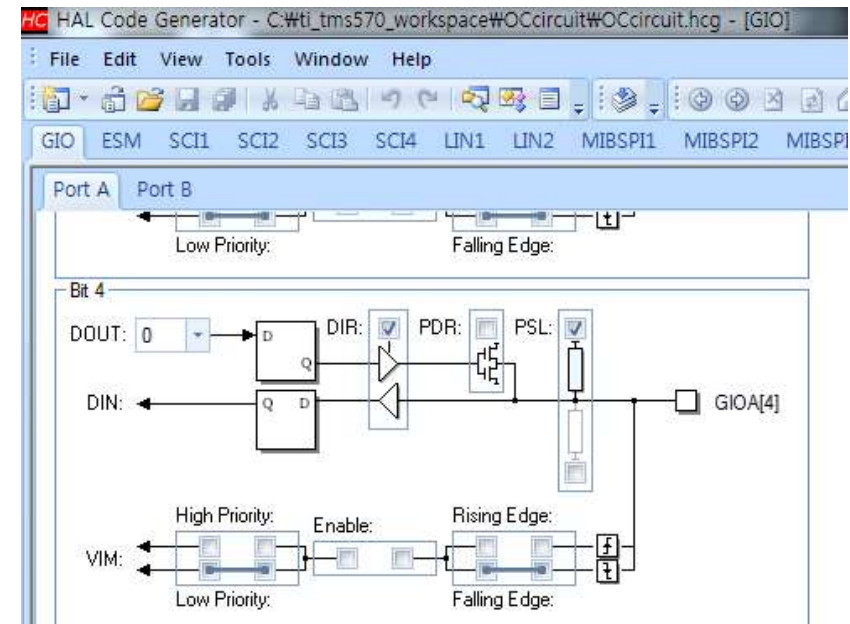 HC HAL Code Generator - C:₩ti_tms570_workspace₩OCcircuit₩OCcircuit.hcg - [GIO]
File Edit View Tools Window Help
GIO ESM SCI1 SCI2 SCI3 SCI4 LIN1 LIN2 MIBSPI1 MIBSPI2 MIBSPI
Port A Port B
Low Priority: Falling Edge:
Bit 4
DOUT: 0 D Q DIR: PDR: PSL:
DIN: Q D GIOA[4]
High Priority: Enable: Rising Edge:
VIM:
Low Priority: Falling Edge: